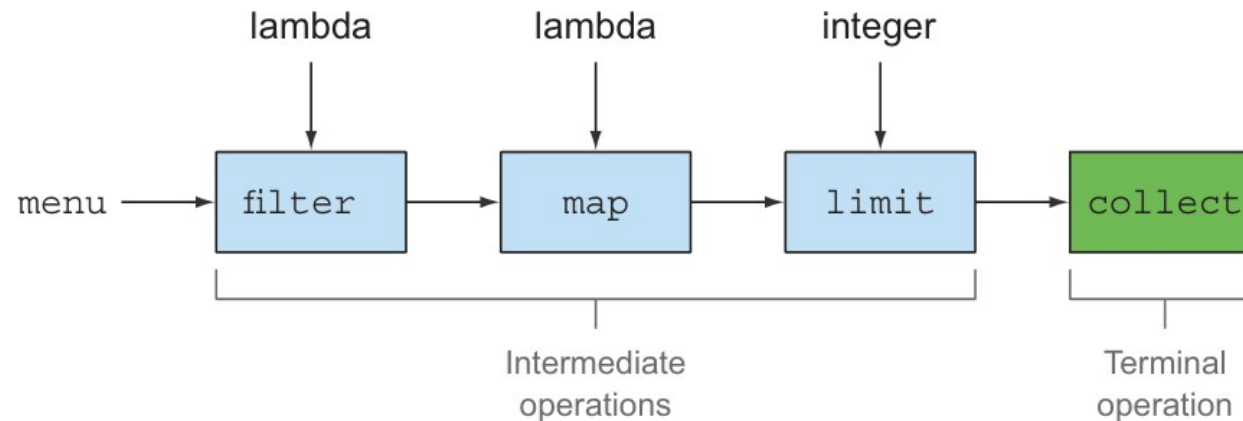 lambda
lambda
integer
menu
filter
map
limit
collect
Intermediate
operations
Terminal
operation